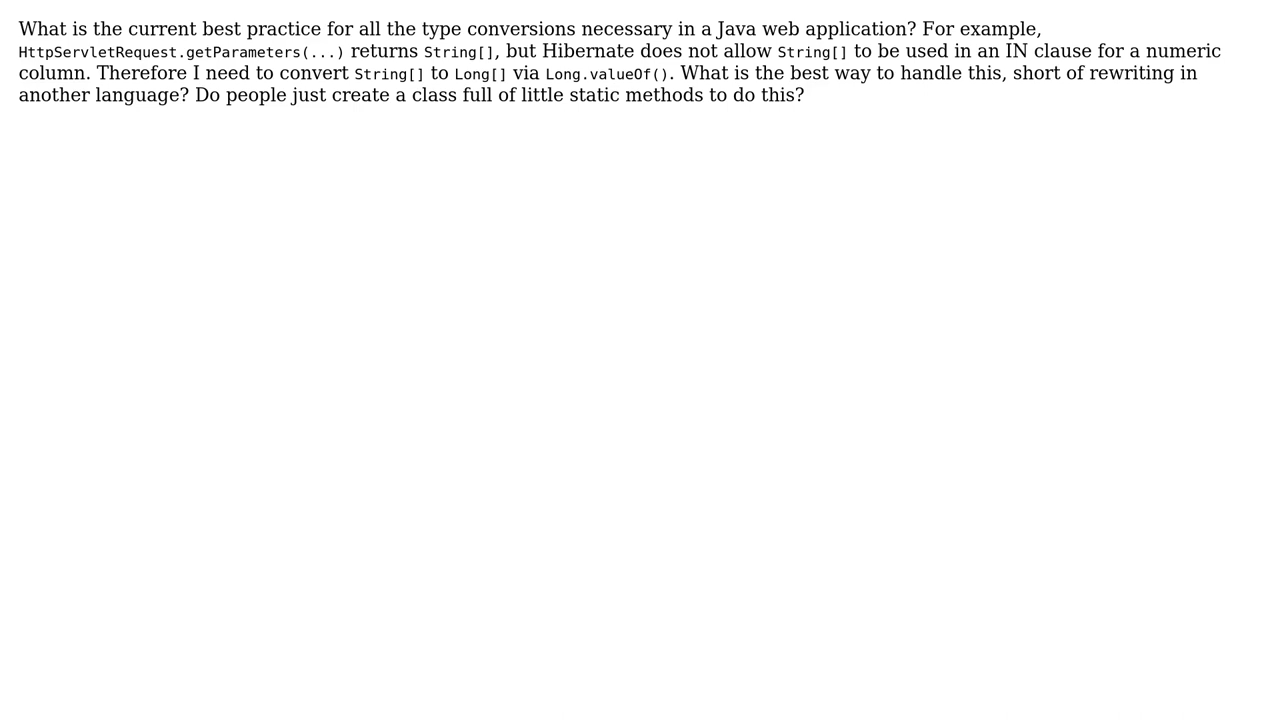 What is the current best practice for all the type conversions necessary in a Java web application? For example,
HttpServletRequest.getParameters(...) returns String[], but Hibernate does not allow String[] to be used in an IN clause for a numeric
column. Therefore I need to convert String[] to Long[] via Long.valueOf(). What is the best way to handle this, short of rewriting in
another language? Do people just create a class full of little static methods to do this?